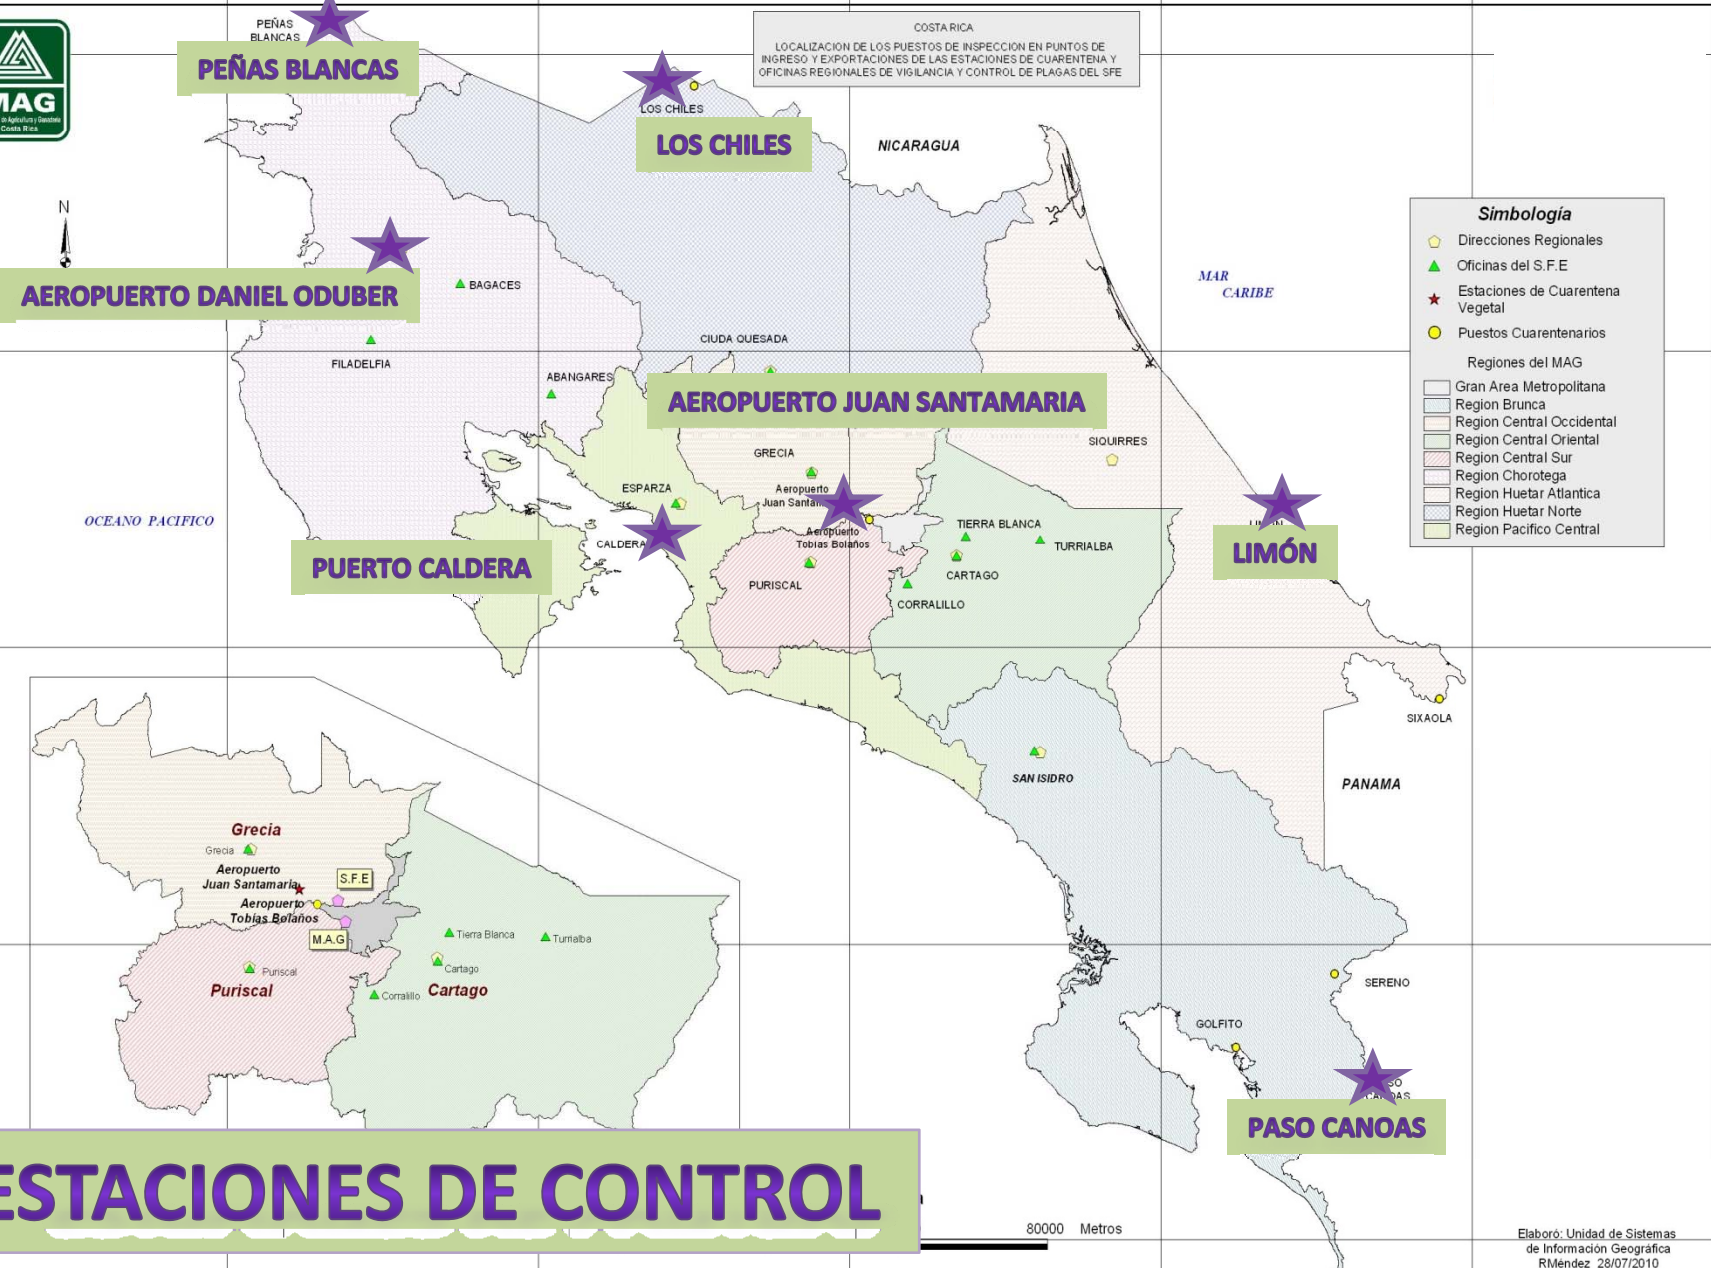 PEÑAS
BLANCAS
PEÑAS BLANCAS
MAG
de Agricultura y Ganadería
Costa Rica
COSTA RICA
LOCALIZACION DE LOS PUESTOS DE INSPECCION EN PUNTOS DE
INGRESO Y EXPORTACIONES DE LAS ESTACIONES DE CUARENTENA Y
OFICINAS REGIONALES DE VIGILANCIA Y CONTROL DE PLAGAS DEL SFE
LOS CHILES
LOS CHILES
NICARAGUA
N
AEROPUERTO DANIEL ODUBER
BAGACES
FILADELFIA
ABANGARES
CIUDA QUESADA
AEROPUERTO JUAN SANTAMARIA
MAR
CARIBE
Simbología
Direcciones Regionales
Oficinas del S.F.E
Estaciones de Cuarentena
Vegetal
Puestos Cuarentenarios
Regiones del MAG
Gran Area Metropolitana
Region Brunca
Region Central Occidental
Region Central Oriental
Region Central Sur
Region Chorotega
Region Huetar Atlantica
Region Huetar Norte
Region Pacifico Central
SIQUIRRES
GRECIA
ESPARZA
Aeropuerto
Juan
Aeropuerto
Tobias Bolaños
OCEANO PACIFICO
CALDERA
PUERTO CALDERA
TIERRA BLANCA
TURRIALBA
CARTAGO
CORRALILLO
PURISCAL
LIMÓN
SIXAOLA
SAN ISIDRO
PANAMA
Grecia
Grecia
Aeropuerto
Juan Santamaria
S.F.E
Aeropuerto
Tobias Bolaños
M.A.G
Tierra Blanca
Turrialba
Cartago
Puriscal
Puriscal
Corralillo
Cartago
SERENO
GOLFITO
PASO CANOAS
ESTACIONES DE CONTROL
80000 Metros
Elaboró: Unidad de Sistemas
de Información Geográfica
RMéndez 28/07/2010